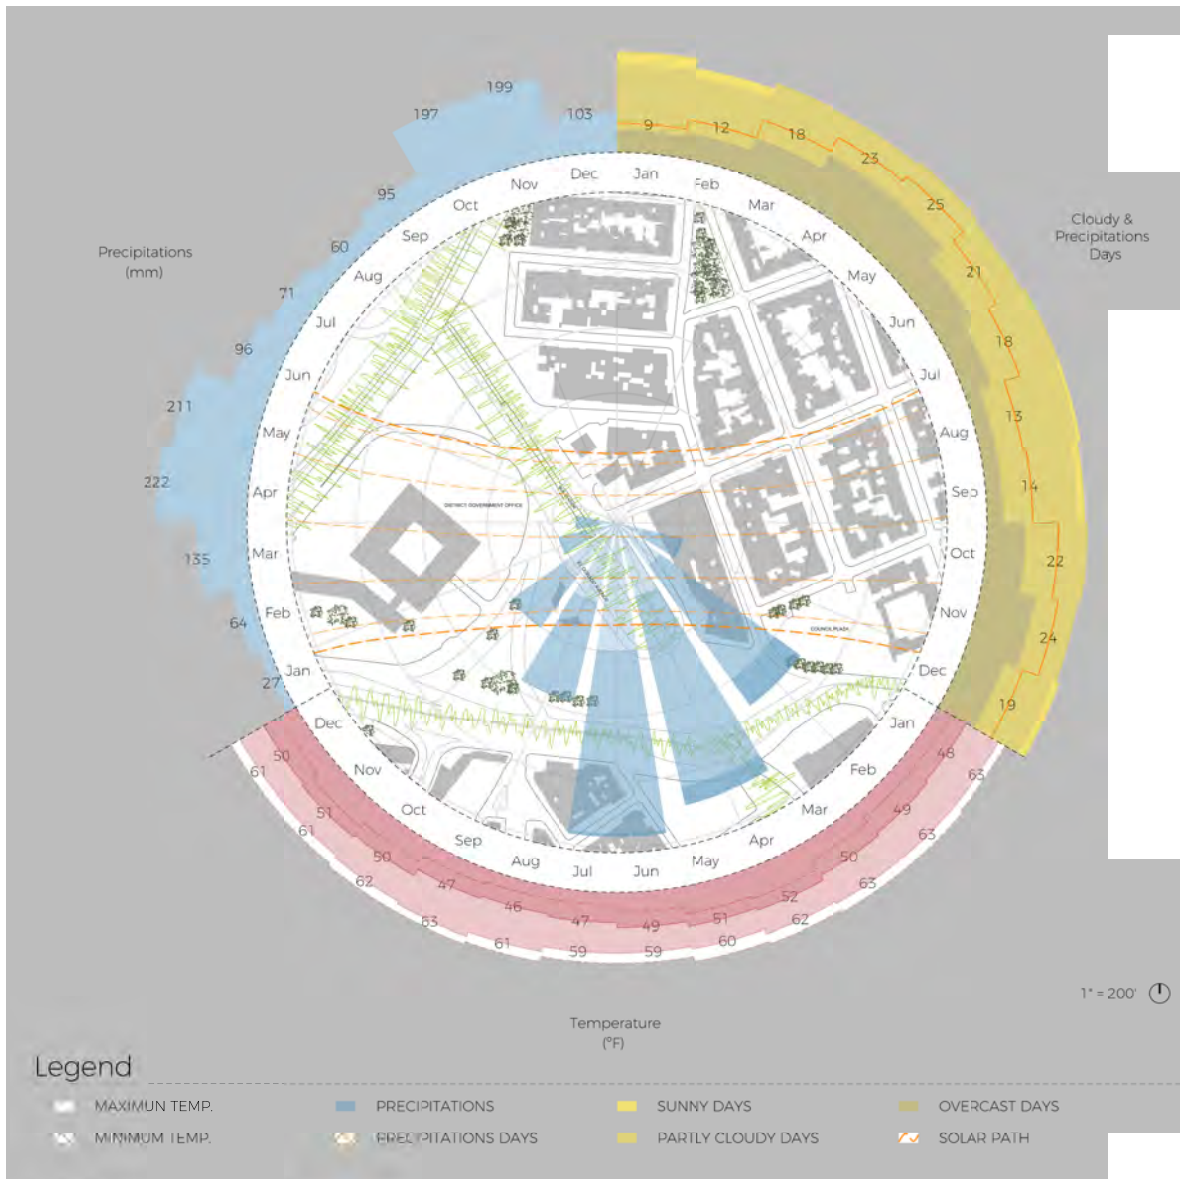 199
197
103
95
60
71
96
211
222
135
64
27
Precipitations
(mm)
9
12
18
23
25
21
18
13
14
22
24
19
Cloudy &
Precipitations
Days
Dec
Jan
Feb
Mar
Apr
May
Jun
Jul
Aug
Sep
Oct
Nov
Dec
Nov
Oct
Sep
Aug
Jul
Jun
May
Apr
Mar
Feb
Jan
Dec
Nov
Oct
Sep
Aug
Jul
Jun
May
Apr
Mar
Feb
Jan
DISTRICT GOVERNMENT OFFICE
COUNCIL PLAZA
50
51
50
47
46
47
49
51
52
50
49
48
61
61
62
63
61
59
59
60
62
63
63
63
1" = 200'
Temperature
(°F)
Legend
MAXIMUN TEMP.
PRECIPITATIONS
SUNNY DAYS
OVERCAST DAYS
MINIMUM TEMP.
PRECIPITATIONS DAYS
PARTLY CLOUDY DAYS
SOLAR PATH